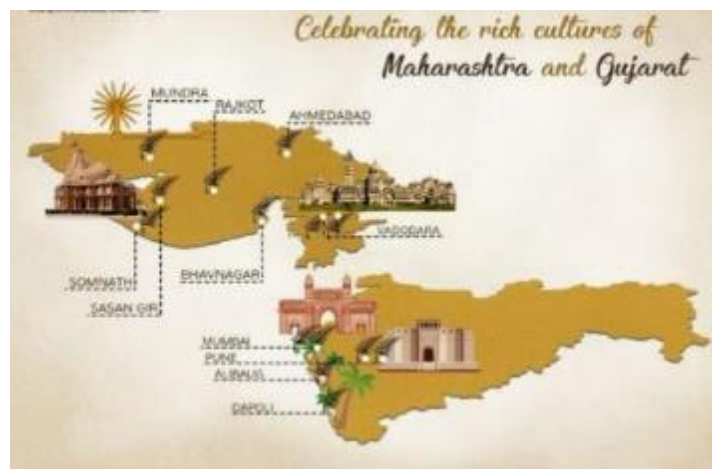 Celebrating the rich cultures of
Maharashtra and Gujarat
MUNDRA
RAJKOT
AHMEDABAD
VADODARA
BHAVNAGAR
SOMNATH
SASAN GIR
MUMBAI
PUNE
ALIBAUG
DAPOLI